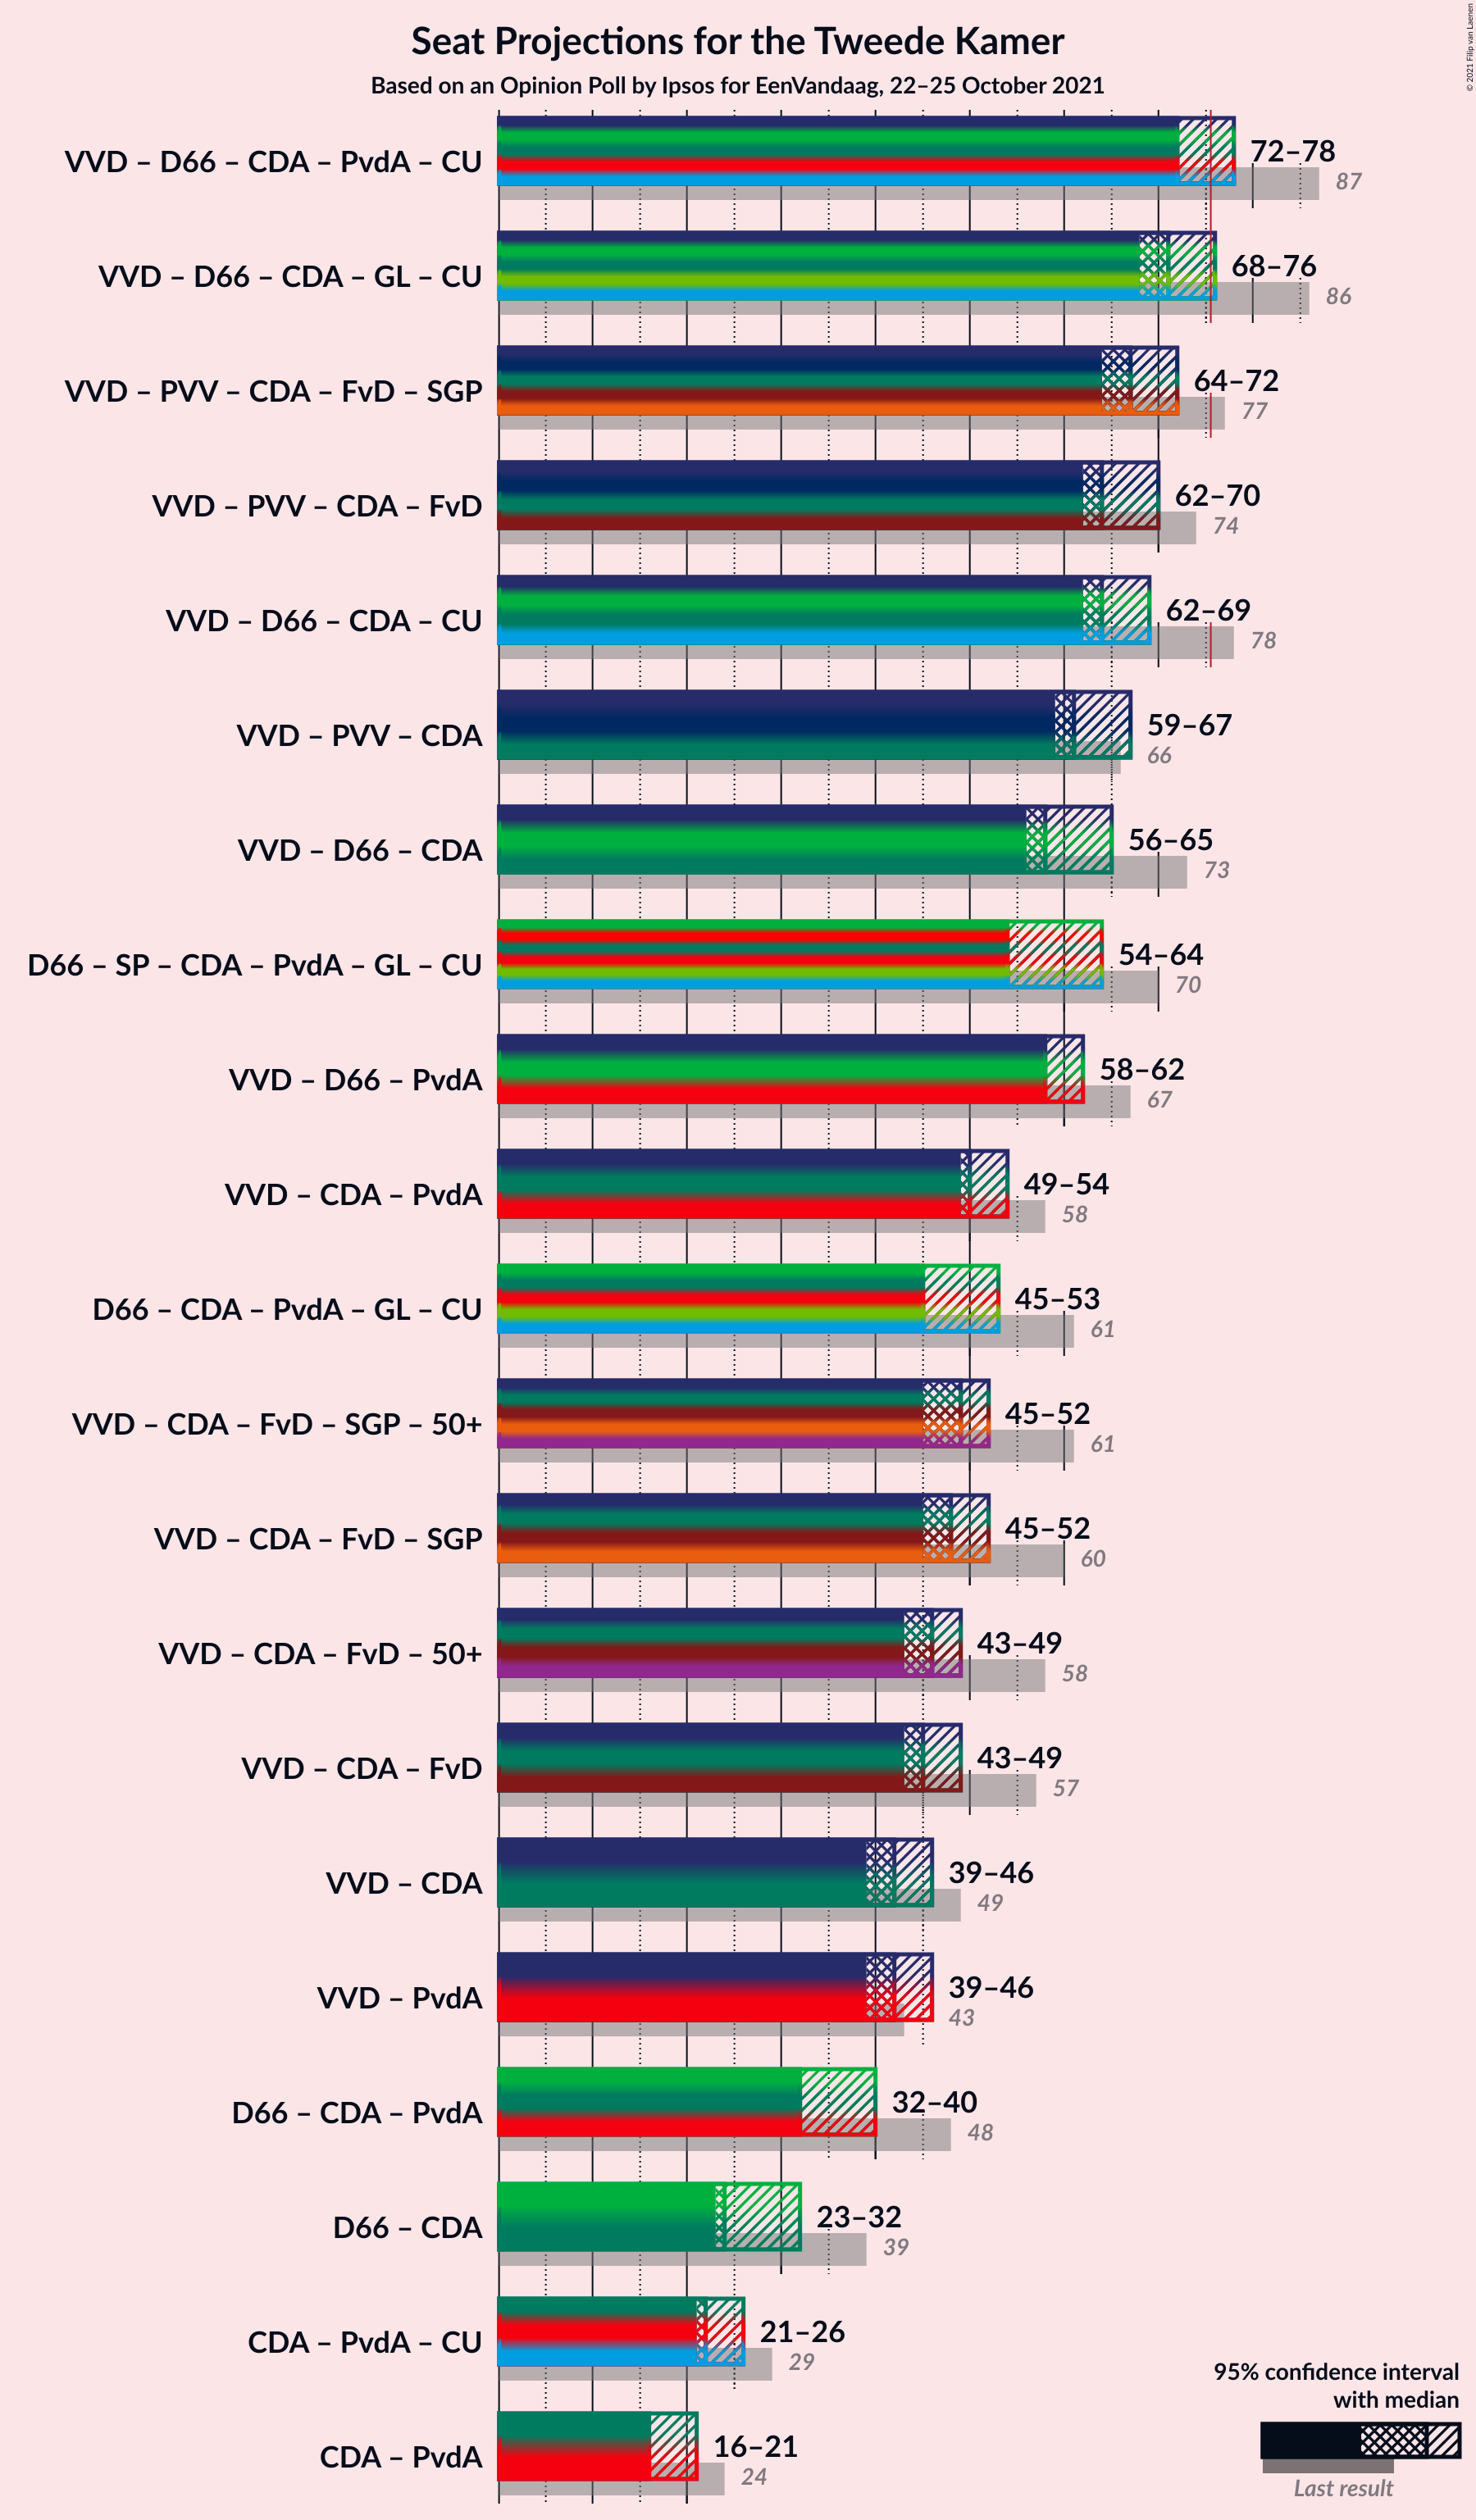 Seat Projections for the Tweede Kamer
Based on an Opinion Poll by Ipsos for EenVandaag, 22–25 October 2021
© 2021 Filip van Laenen
VVD – D66 – CDA – PvdA – CU 72–78 87
VVD – D66 – CDA – GL – CU 68–76 86
VVD – PVV – CDA – FvD – SGP 64–72 77
VVD – PVV – CDA – FvD 62–70 74
VVD – D66 – CDA – CU 62–69 78
VVD – PVV – CDA 59–67 66
VVD – D66 – CDA 56–65 73
D66 – SP – CDA – PvdA – GL – CU 54–64 70
VVD – D66 – PvdA 58–62 67
VVD – CDA – PvdA 49–54 58
D66 – CDA – PvdA – GL – CU 45–53 61
VVD – CDA – FvD – SGP – 50+ 45–52 61
VVD – CDA – FvD – SGP 45–52 60
VVD – CDA – FvD – 50+ 43–49 58
VVD – CDA – FvD 43–49 57
VVD – CDA 39–46 49
VVD – PvdA 39–46 43
D66 – CDA – PvdA 32–40 48
D66 – CDA 23–32 39
CDA – PvdA – CU 21–26 29
CDA – PvdA 16–21 24
95% confidence interval
with median
Last result